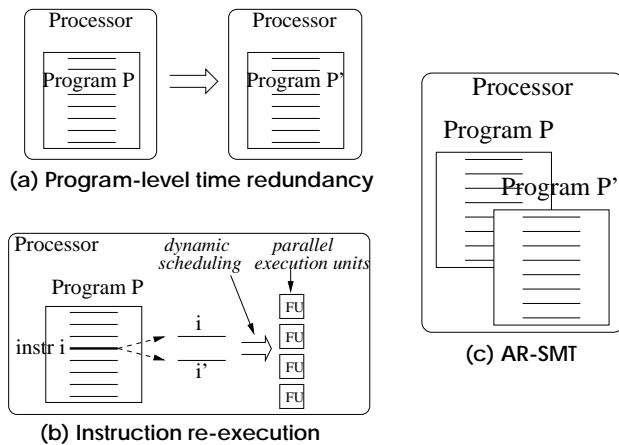 Processor
Program P
Processor
Program P'
(a) Program-level time redundancy
Processor
Program P
instr i
i
i'
dynamic
scheduling
parallel
execution units
FU
FU
FU
FU
(b) Instruction re-execution
Processor
Program P
Program P'
(c) AR-SMT